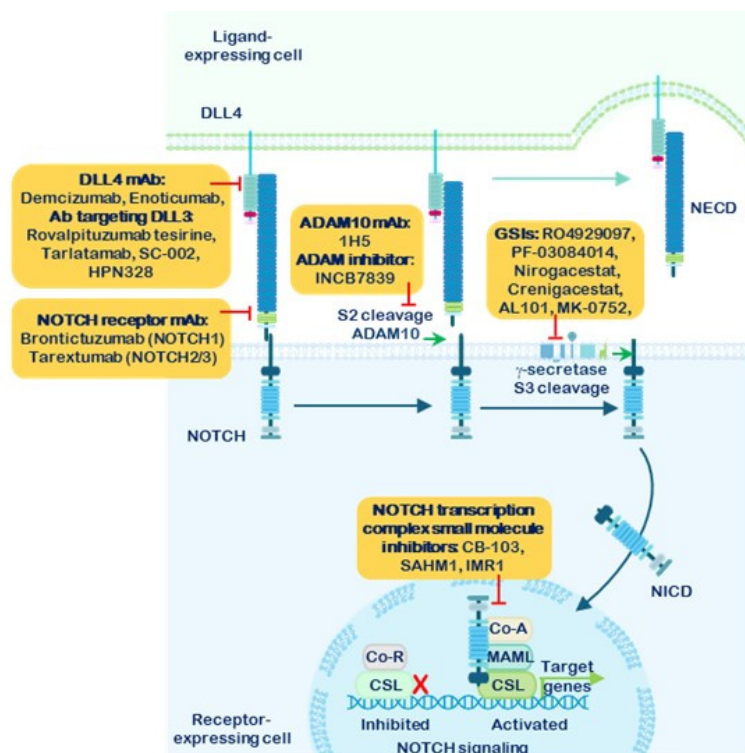 Ligand-
expressing cell
DLL4
NECD
DLL4 mAb:
Demcizumab, Enoticumab,
Ab targeting DLL3:
Rovalpituzumab tesirine,
Tarlatamab, SC-002,
HPN328
NOTCH receptor mAb:
Brontictuzumab (NOTCH1)
Tarextumab (NOTCH2/3)
ADAM10 mAb:
1H5
ADAM inhibitor:
INCB7839
S2 cleavage
ADAM10
GSIs: RO4929097,
PF-03084014,
Nirogacestat,
Crenigacestat,
AL101, MK-0752,
γ-secretase
S3 cleavage
NOTCH
NOTCH transcription
complex small molecule
inhibitors: CB-103,
SAHM1, IMR1
NICD
Co-R
CSL
X
Inhibited
Co-A
MAML
CSL
Target
genes
Activated
NOTCH signaling
Receptor-
expressing cell